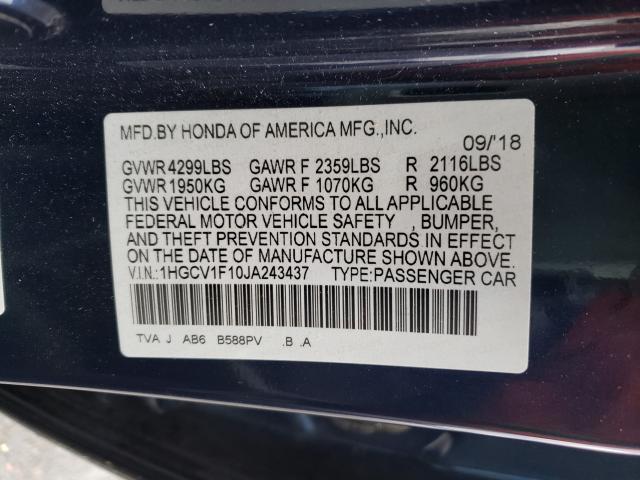 MFD.BY HONDA OF AMERICA MFG.,INC. 09/'18
GVWR 4299LBS GAWR F 2359LBS R 2116LBS
GVWR 1950KG GAWR F 1070KG R 960KG
THIS VEHICLE CONFORMS TO ALL APPLICABLE
FEDERAL MOTOR VEHICLE SAFETY , BUMPER,
AND THEFT PREVENTION STANDARDS IN EFFECT
ON THE DATE OF MANUFACTURE SHOWN ABOVE.
V.I.N.:1HGCV1F10JA243437 TYPE:PASSENGER CAR
TVA J AB6 B588PV .B .A